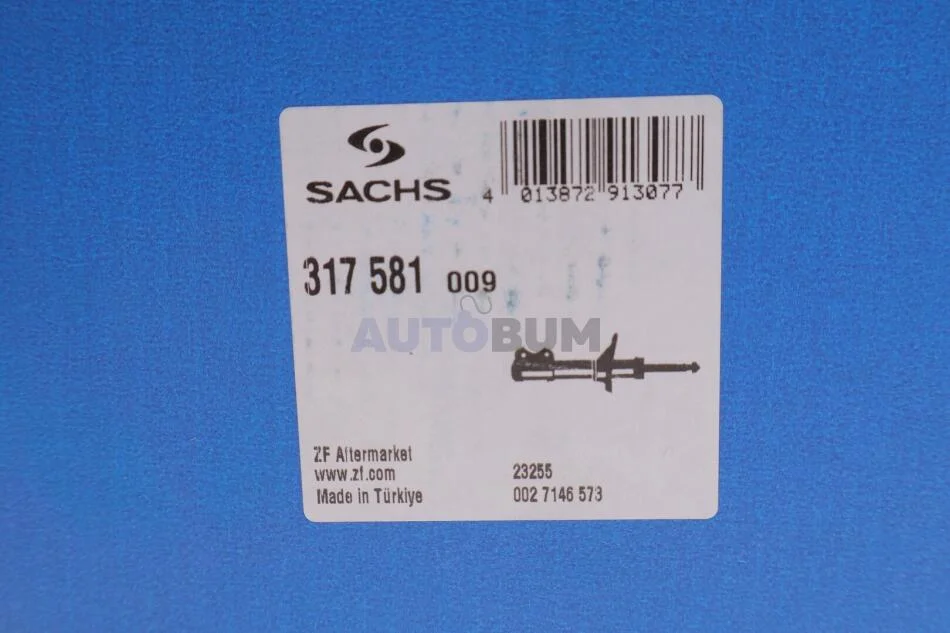 SACHS
4 013872 913077
317 581 009
AUTOBUM
ZF Aftermarket
www.zf.com
Made in Türkiye
23255
002 7146 573